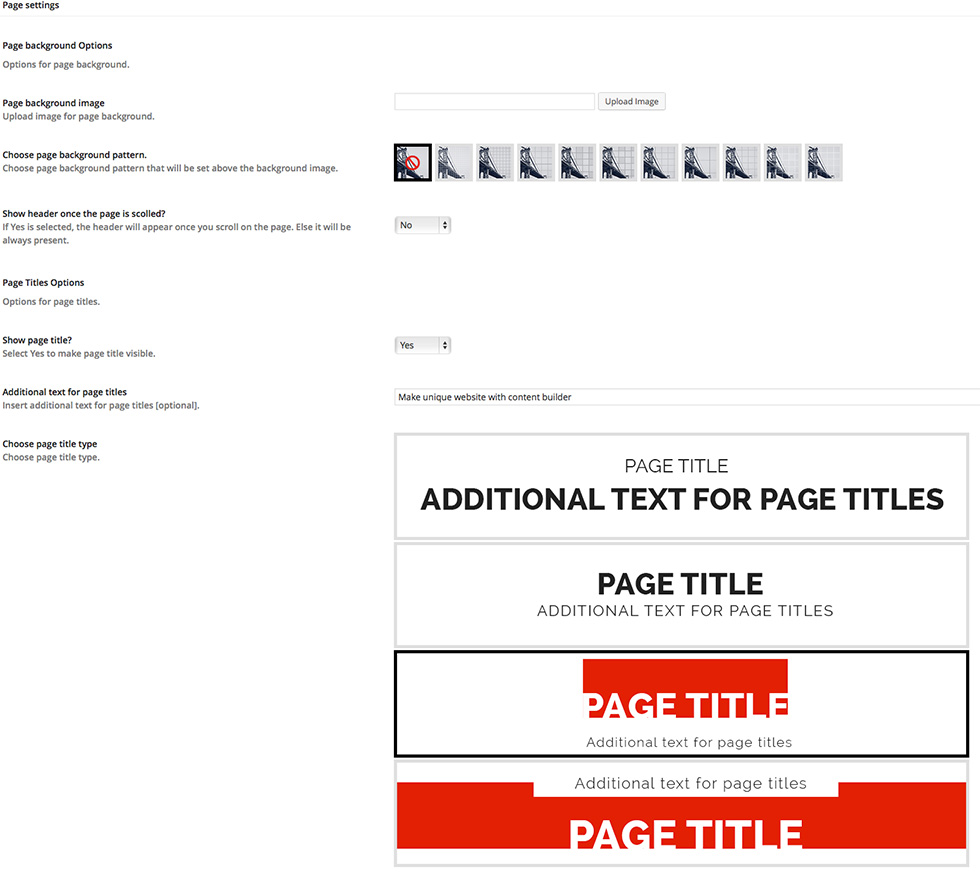 Page settings
Page background Options
Options for page background.
Page background image
Upload image for page background.
Upload Image
Choose page background pattern.
Choose page background pattern that will be set above the background image.
Show header once the page is scolled?
If Yes is selected, the header will appear once you scroll on the page. Else it will be
always present.
No
Page Titles Options
Options for page titles.
Show page title?
Select Yes to make page title visible.
Yes
Additional text for page titles
Insert additional text for page titles [optional].
Make unique website with content builder
Choose page title type
Choose page title type.
PAGE TITLE
ADDITIONAL TEXT FOR PAGE TITLES
PAGE TITLE
ADDITIONAL TEXT FOR PAGE TITLES
PAGE TITLE
Additional text for page titles
Additional text for page titles
PAGE TITLE